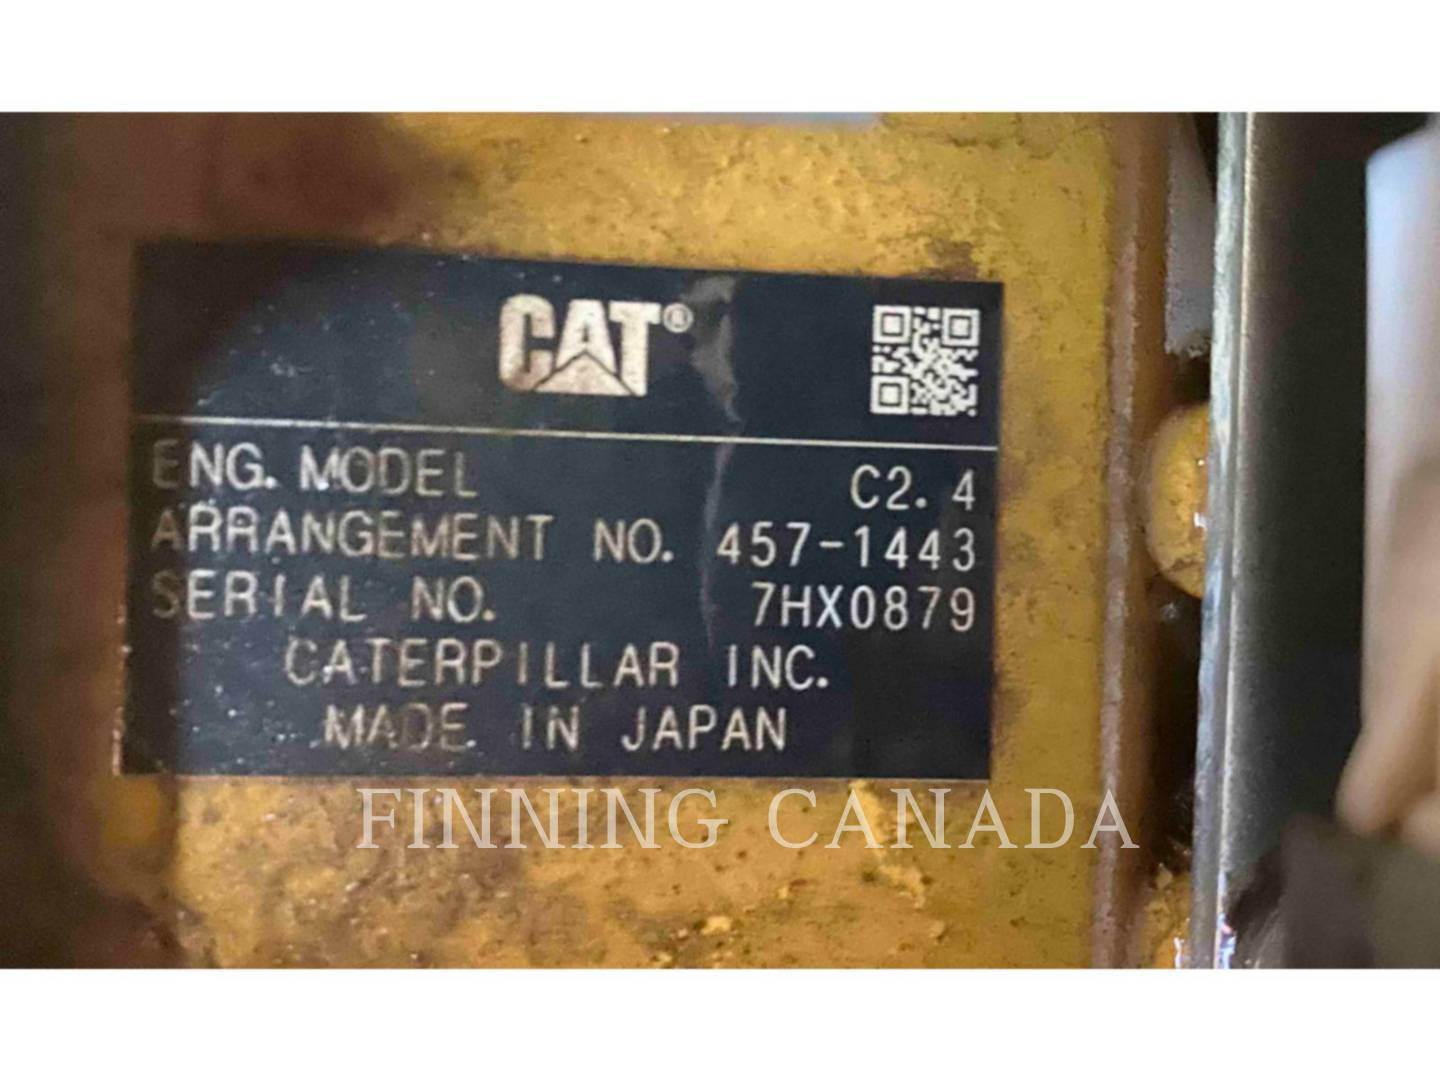 CAT®
ENG. MODEL C2.4
ARRANGEMENT NO. 457-1443
SERIAL NO. 7HX0879
CATERPILLAR INC.
MADE IN JAPAN
FINNING CANADA